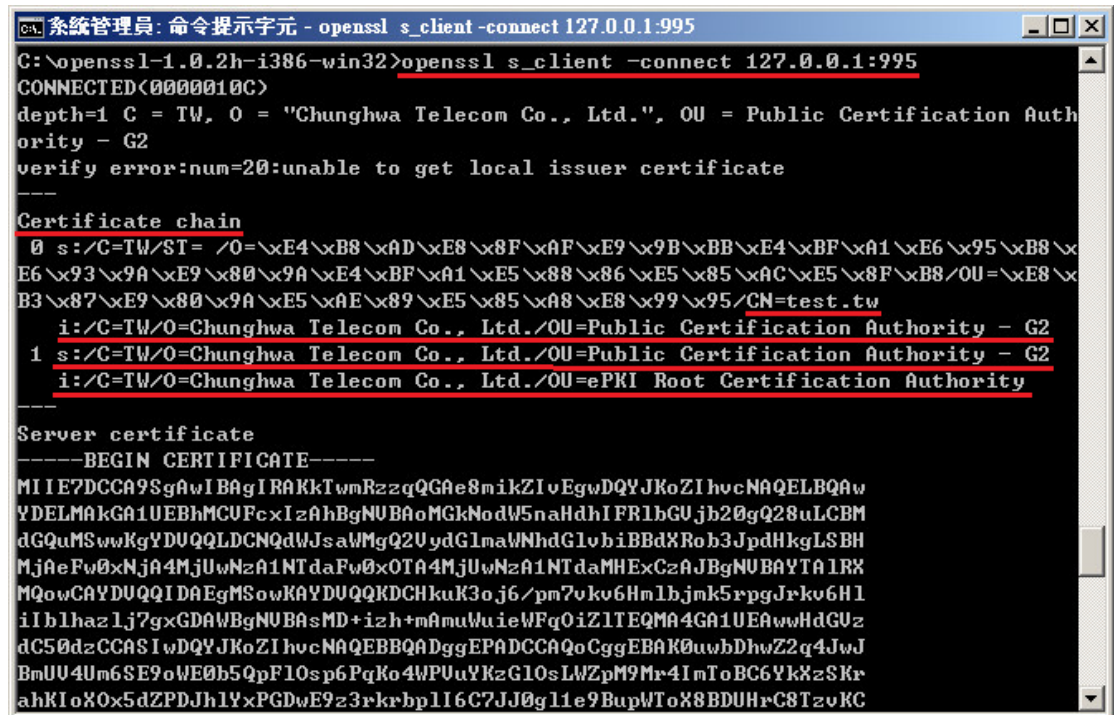 系統管理員: 命令提示字元 - openssl s_client -connect 127.0.0.1:995
C:\openssl-1.0.2h-i386-win32>openssl s_client -connect 127.0.0.1:995
CONNECTED(0000010C)
depth=1 C = TW, O = "Chunghwa Telecom Co., Ltd.", OU = Public Certification Auth
ority - G2
verify error:num=20:unable to get local issuer certificate
---
Certificate chain
 0 s:/C=TW/ST= /O=\xE4\xB8\xAD\xE8\x8F\xAF\xE9\x9B\xBB\xE4\xBF\xA1\xE6\x95\xB8\x
E6\x93\x9A\xE9\x80\x9A\xE4\xBF\xA1\xE5\x88\x86\xE5\x85\xAC\xE5\x8F\xB8/OU=\xE8\x
B3\x87\xE9\x80\x9A\xE5\xAE\x89\xE5\x85\xA8\xE8\x99\x95/CN=test.tw
   i:/C=TW/O=Chunghwa Telecom Co., Ltd./OU=Public Certification Authority - G2
 1 s:/C=TW/O=Chunghwa Telecom Co., Ltd./OU=Public Certification Authority - G2
   i:/C=TW/O=Chunghwa Telecom Co., Ltd./OU=ePKI Root Certification Authority
---
Server certificate
-----BEGIN CERTIFICATE-----
MIIE7DCCA9SgAwIBAgIRAKkTwmRzzqQGAe8mikZIvEgwDQYJKoZIhvcNAQELBQAw
YDELMAkGA1UEBhMCVFcxIzAhBgNVBAoMGkNodW5naHdhIFRlbGVjb20gQ28uLCBM
dGQuMSwwKgYDVQQLDCNQdWJsaWMgQ2VydGlmaWNhdGlvbiBBdXRob3JpdHkgLSBH
MjAeFw0xNjA4MjUwNzA1NTdaFw0xOTA4MjUwNzA1NTdaMHExCzAJBgNVBAYTAlRX
MQowCAYDVQQIDAEgMSowKAYDVQQKDCHkuK3oj6/pm7vkv6Hmlbjmk5rpgJrkv6Hl
iIblhazlj7gxGDAWBgNVBAsMD+izh+mAmuWuieWFqOiZlTEQMA4GA1UEAwwHdGVz
dC50dzCCASIwDQYJKoZIhvcNAQEBBQADggEPADCCAQoCggEBAK0uwbDhwZ2q4JwJ
BmUV4Um6SE9oWE0b5QpFlOsp6PqKo4WPVuYKzGlOsLWZpM9Mr4ImToBC6YkXzSKr
ahKIoXOx5dZPDJhlYxPGDwE9z3rkrbplI6C7JJ0gl1e9BupWToX8BDUHrC8TzvKC